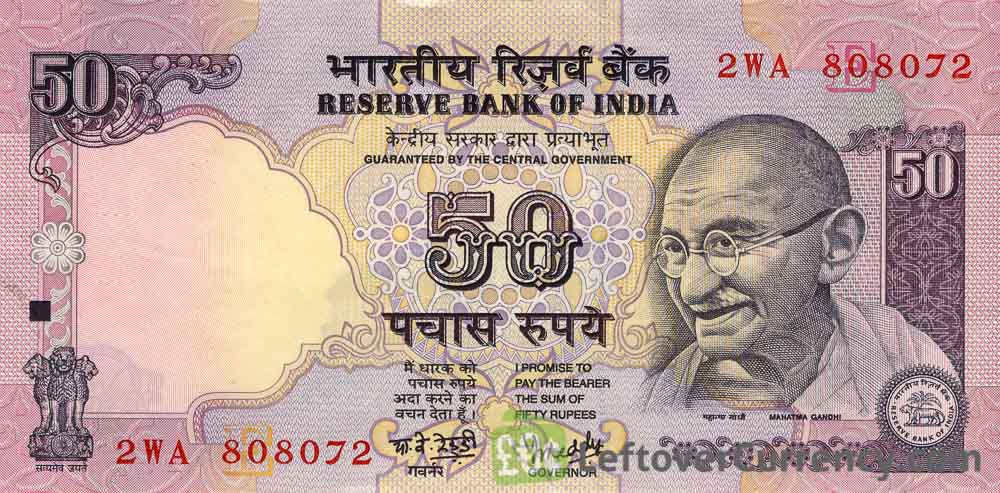 50
भारतीय रिज़र्व बैंक
2WA 808072
RESERVE BANK OF INDIA
केन्द्रीय सरकार द्वारा प्रत्याभूत
GUARANTEED BY THE CENTRAL GOVERNMENT
50
50
पचास रुपये
मैं धारक को
पचास रुपये
अदा करने का
वचन देता हूँ ।
I PROMISE TO
PAY THE BEARER
THE SUM OF
FIFTY RUPEES
महात्मा गांधी
MAHATMA GANDHI
भारतीय रिज़र्व बैंक
RESERVE BANK OF INDIA
2WA 808072
सत्यमेव जयते
गवर्नर
GOVERNOR
LeftoverCurrency.com